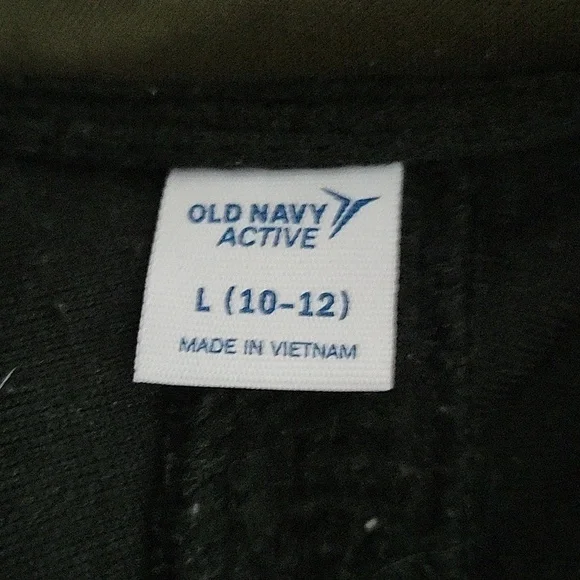 OLD NAVY
ACTIVE
L (10-12)
MADE IN VIETNAM